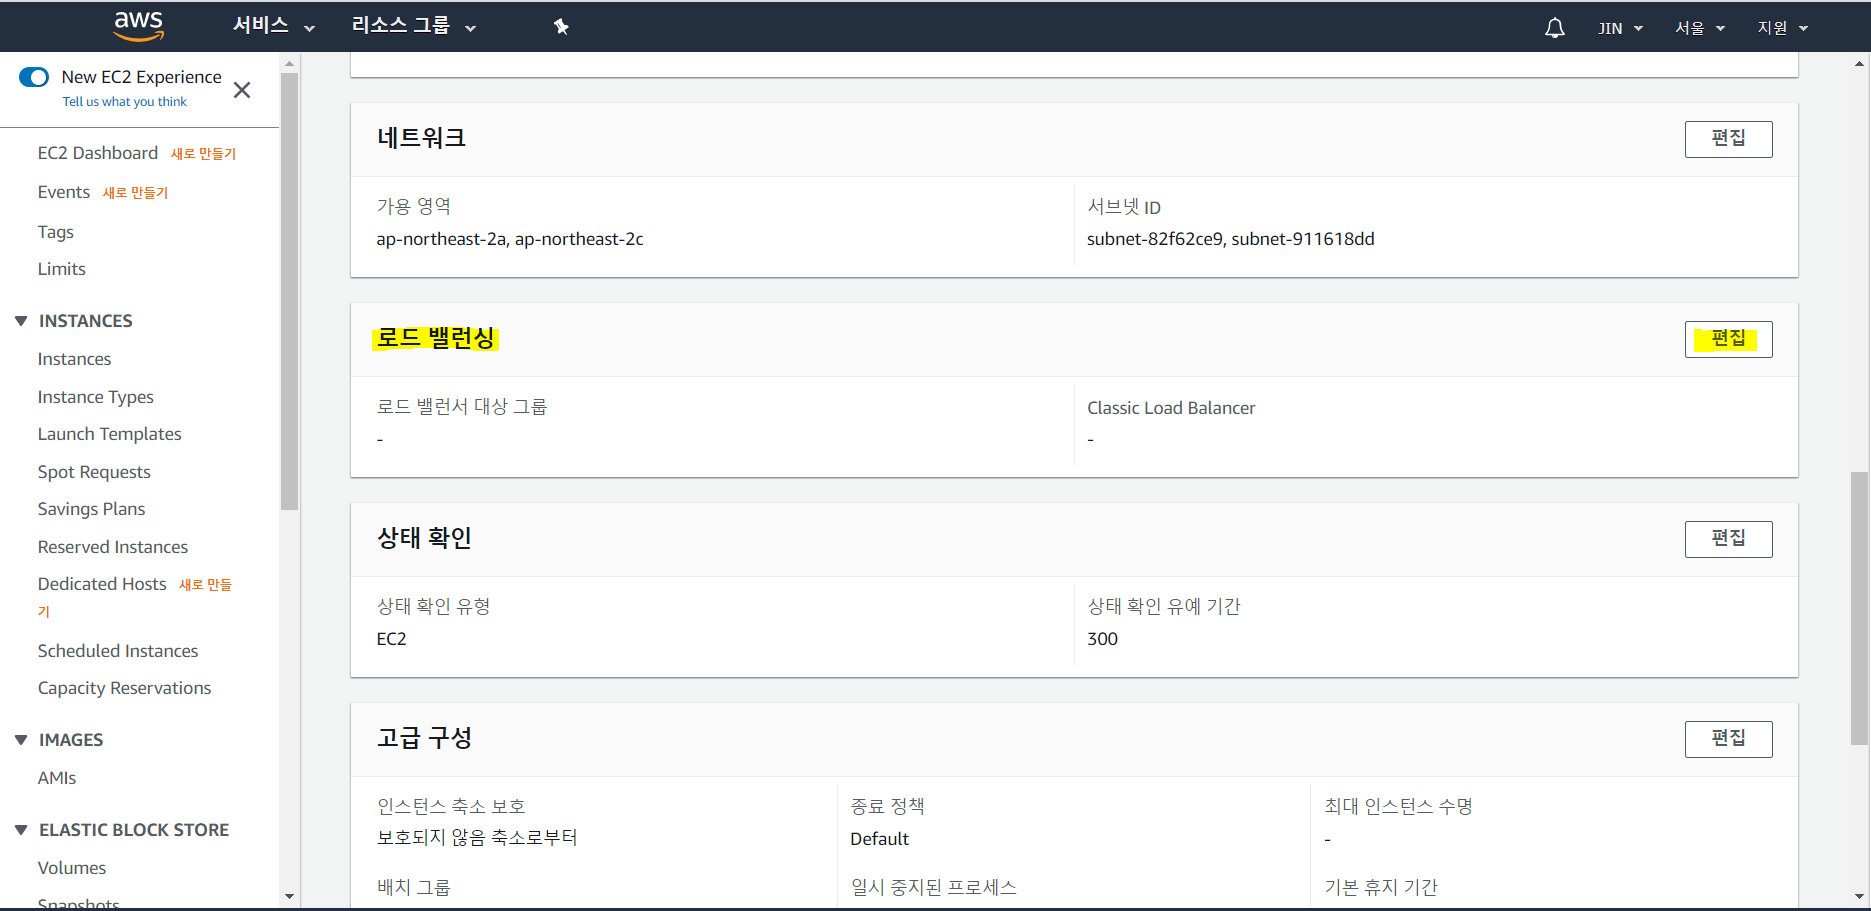 aws 서비스 리소스 그룹 JIN 서울 지원
New EC2 Experience
Tell us what you think
EC2 Dashboard 새로 만들기
Events 새로 만들기
Tags
Limits
INSTANCES
Instances
Instance Types
Launch Templates
Spot Requests
Savings Plans
Reserved Instances
Dedicated Hosts 새로 만들
기
Scheduled Instances
Capacity Reservations
IMAGES
AMIs
ELASTIC BLOCK STORE
Volumes
Snapshots
네트워크 편집
가용 영역 서브넷 ID
ap-northeast-2a, ap-northeast-2c subnet-82f62ce9, subnet-911618dd
로드 밸런싱 편집
로드 밸런서 대상 그룹 Classic Load Balancer
- -
상태 확인 편집
상태 확인 유형 상태 확인 유예 기간
EC2 300
고급 구성 편집
인스턴스 축소 보호 종료 정책 최대 인스턴스 수명
보호되지 않음 축소로부터 Default -
배치 그룹 일시 중지된 프로세스 기본 휴지 기간